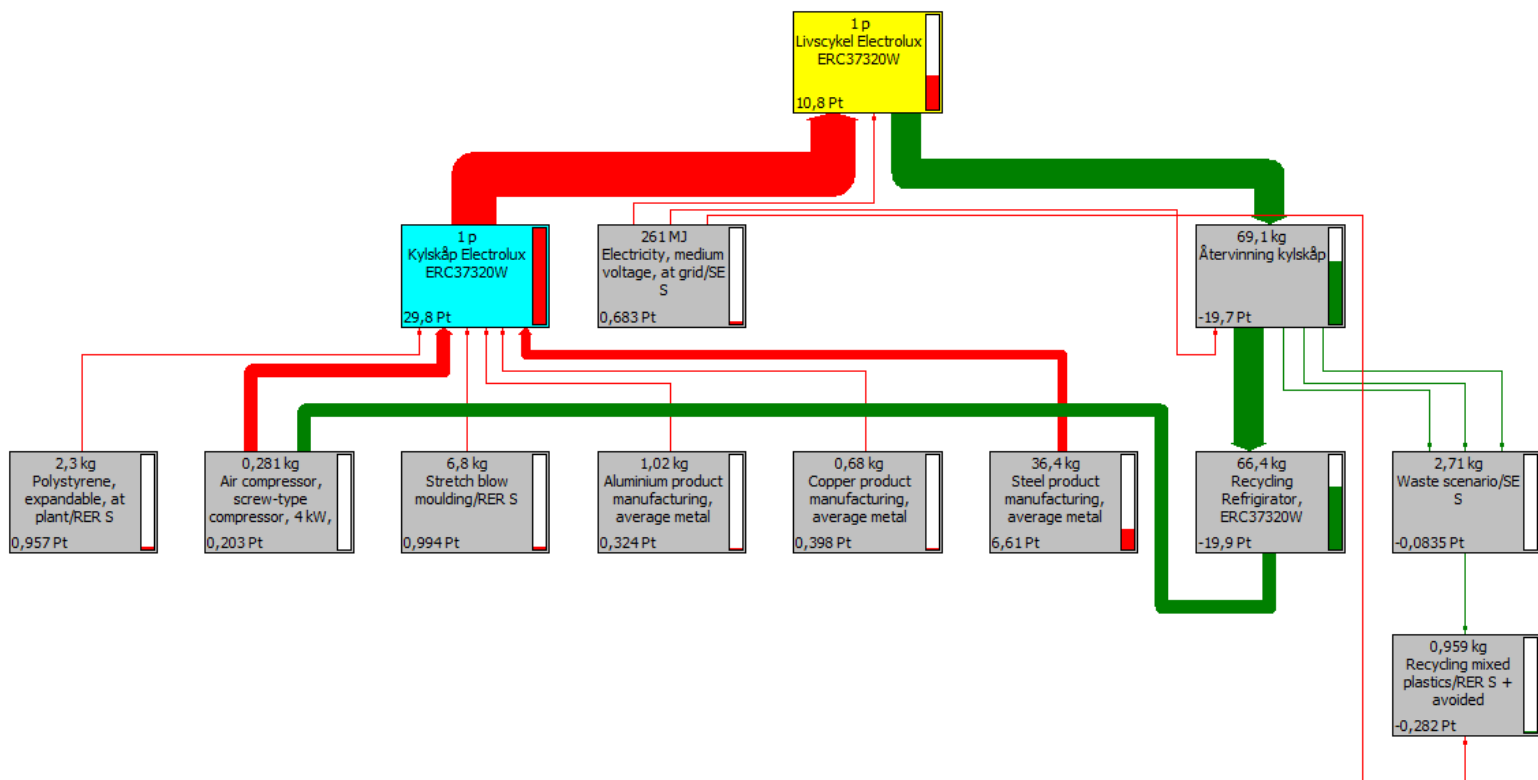 1 p
Livscykel Electrolux
ERC37320W
10,8 Pt
1 p
Kylskåp Electrolux
ERC37320W
29,8 Pt
261 MJ
Electricity, medium
voltage, at grid/SE
S
0,683 Pt
69,1 kg
Återvinning kylskåp
-19,7 Pt
2,3 kg
Polystyrene,
expandable, at
plant/RER S
0,957 Pt
0,281 kg
Air compressor,
screw-type
compressor, 4 kW,
0,203 Pt
6,8 kg
Stretch blow
moulding/RER S
0,994 Pt
1,02 kg
Aluminium product
manufacturing,
average metal
0,324 Pt
0,68 kg
Copper product
manufacturing,
average metal
0,398 Pt
36,4 kg
Steel product
manufacturing,
average metal
6,61 Pt
66,4 kg
Recycling
Refrigirator,
ERC37320W
-19,9 Pt
2,71 kg
Waste scenario/SE
S
-0,0835 Pt
0,959 kg
Recycling mixed
plastics/RER S +
avoided
-0,282 Pt